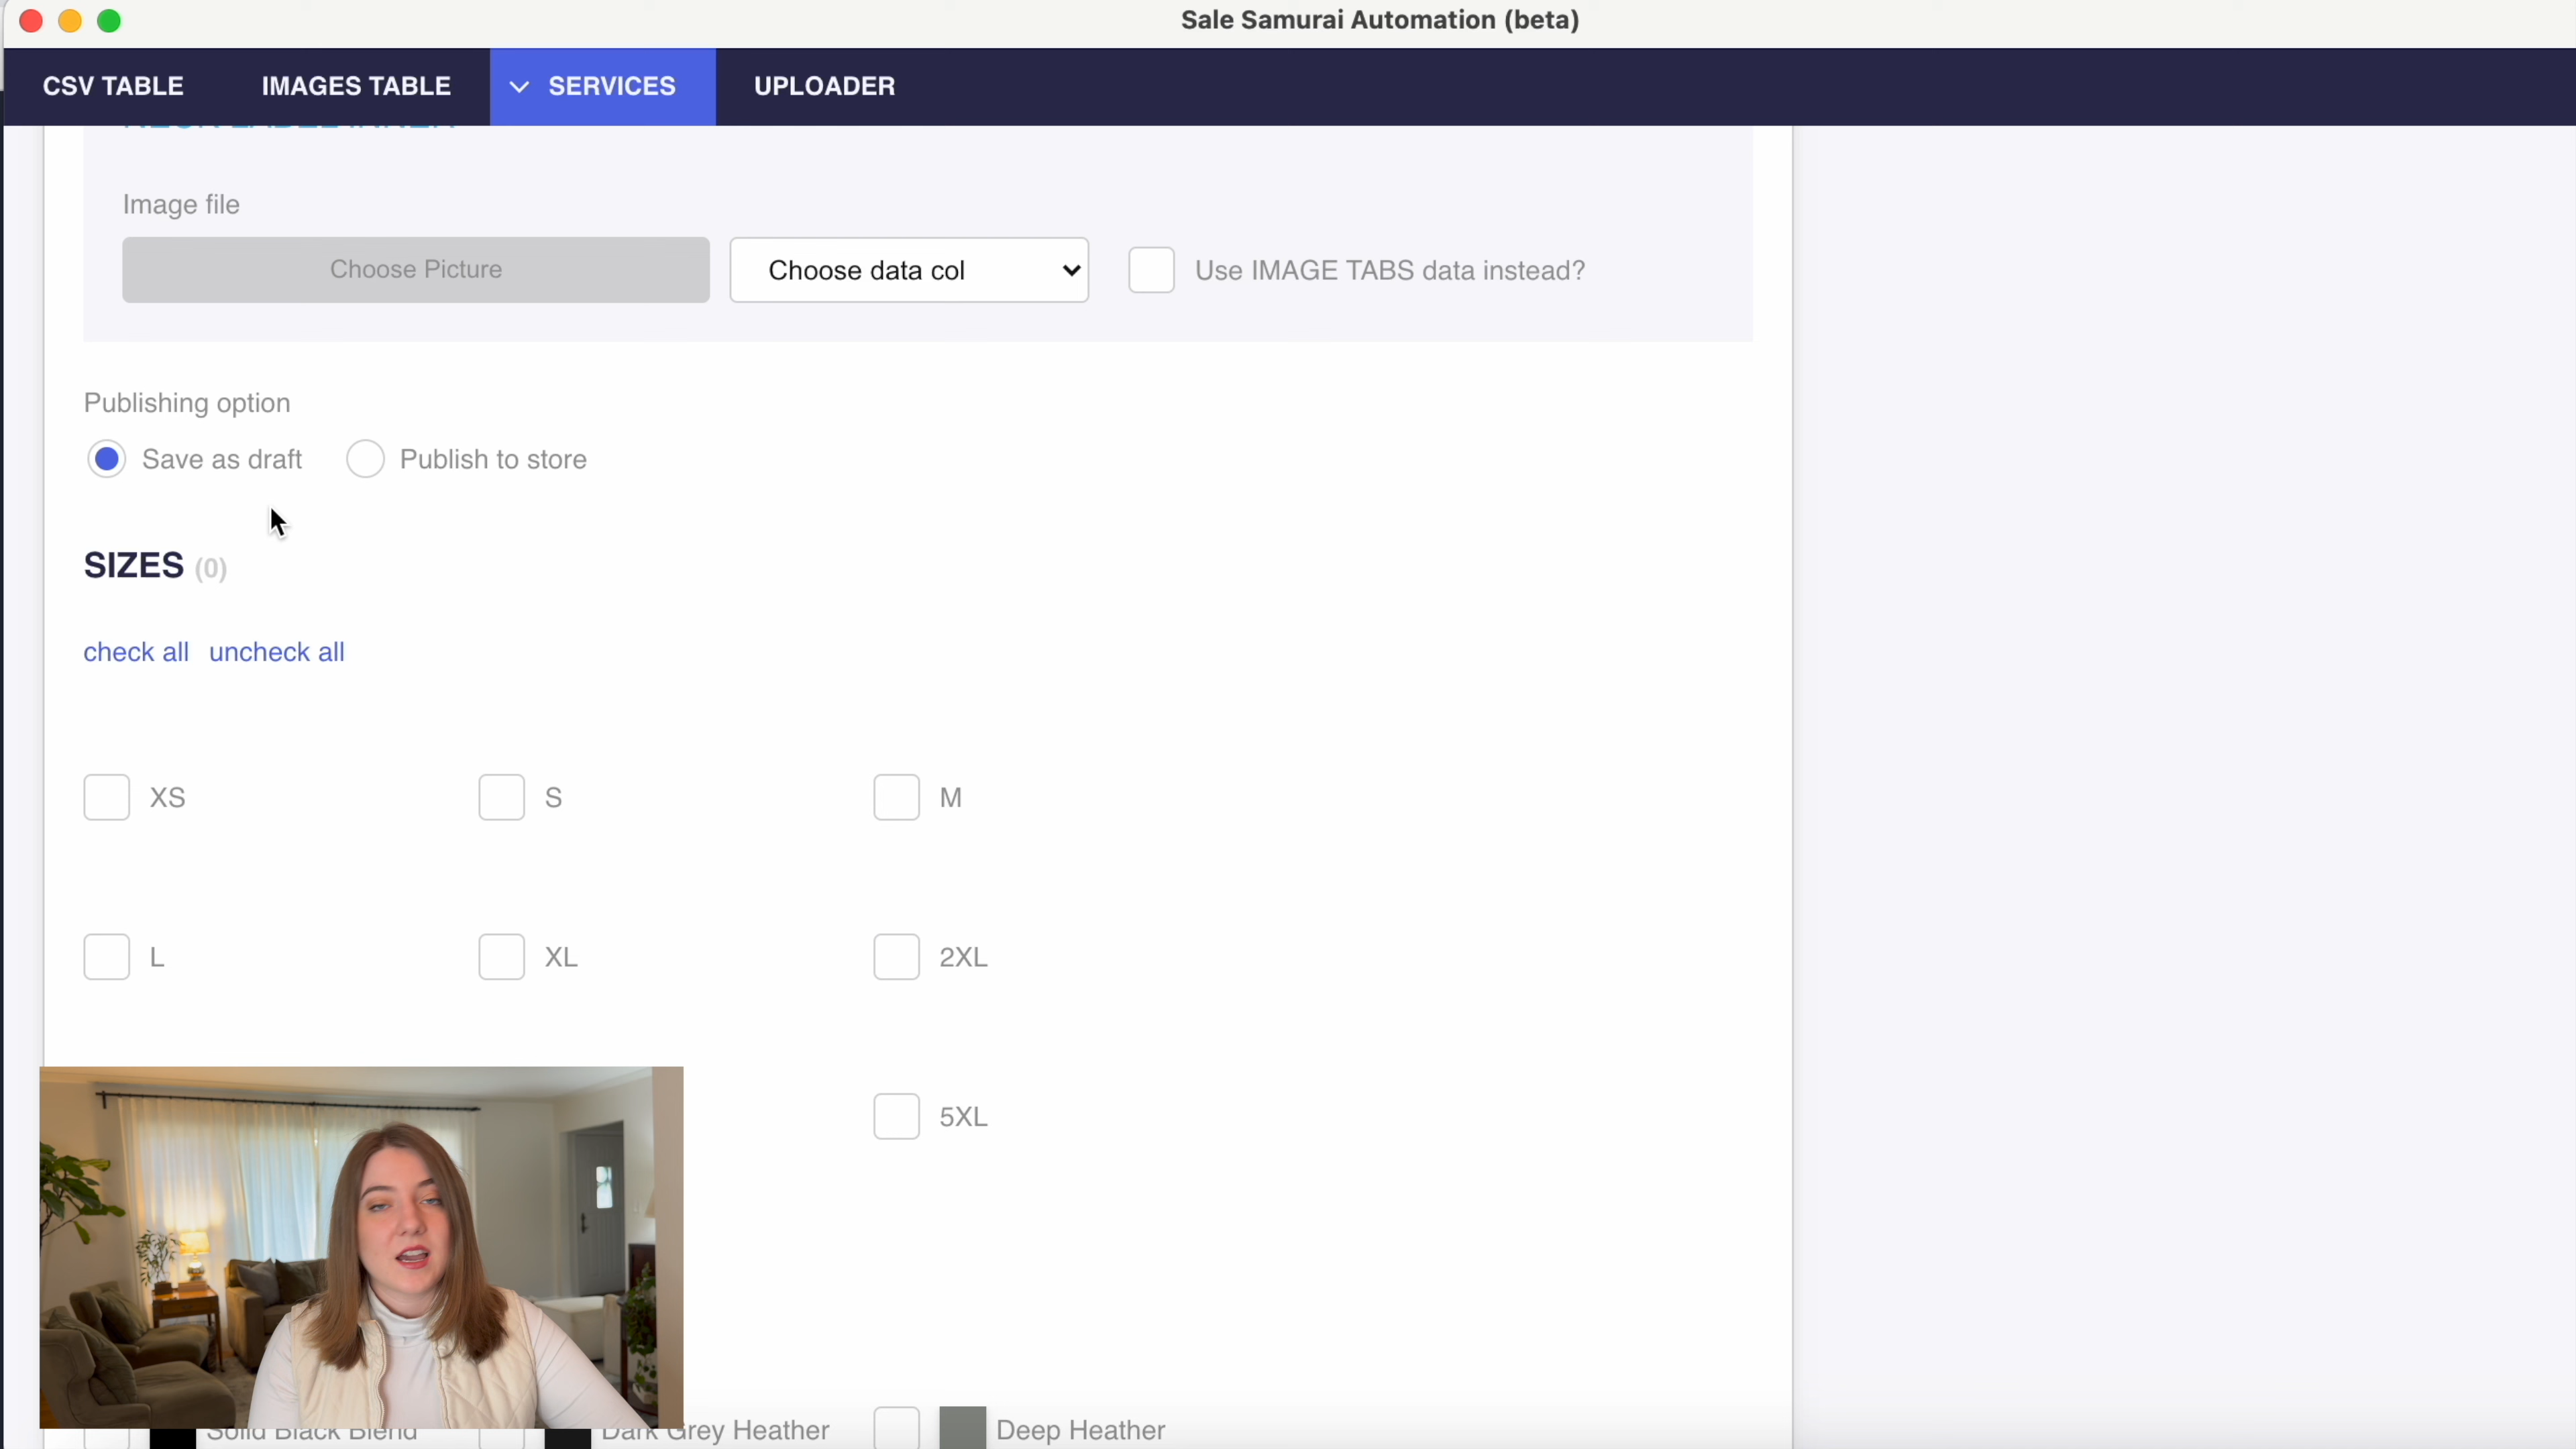 Sale Samurai Automation (beta)
CSV TABLE IMAGES TABLE SERVICES UPLOADER
Image file
Choose Picture Choose data col Use IMAGE TABS data instead?
Publishing option
Save as draft Publish to store
SIZES (0)
check all uncheck all
XS S M
L XL 2XL
5XL
Solid Black Blend Dark Grey Heather Deep Heather